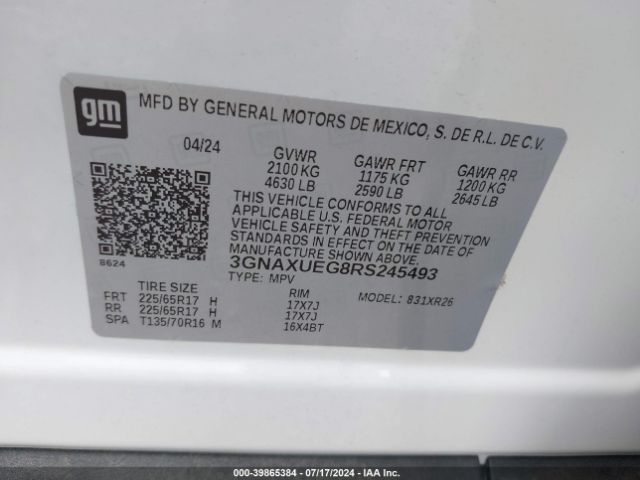 gm
MFD BY GENERAL MOTORS DE MEXICO, S. DE R.L. DE C.V.
04/24
GVWR GAWR FRT GAWR RR
2100 KG 1175 KG 1200 KG
4630 LB 2590 LB 2645 LB
THIS VEHICLE CONFORMS TO ALL
APPLICABLE U.S. FEDERAL MOTOR
VEHICLE SAFETY AND THEFT PREVENTION
STANDARDS IN EFFECT ON THE DATE OF
MANUFACTURE SHOWN ABOVE.
8624
3GNAXUEG8RS245493
TYPE: MPV
MODEL: 831XR26
TIRE SIZE RIM
FRT 225/65R17 H 17X7J
RR 225/65R17 H 17X7J
SPA T135/70R16 M 16X4BT
000-39865384 | 07/17/2024 | IAA Inc.